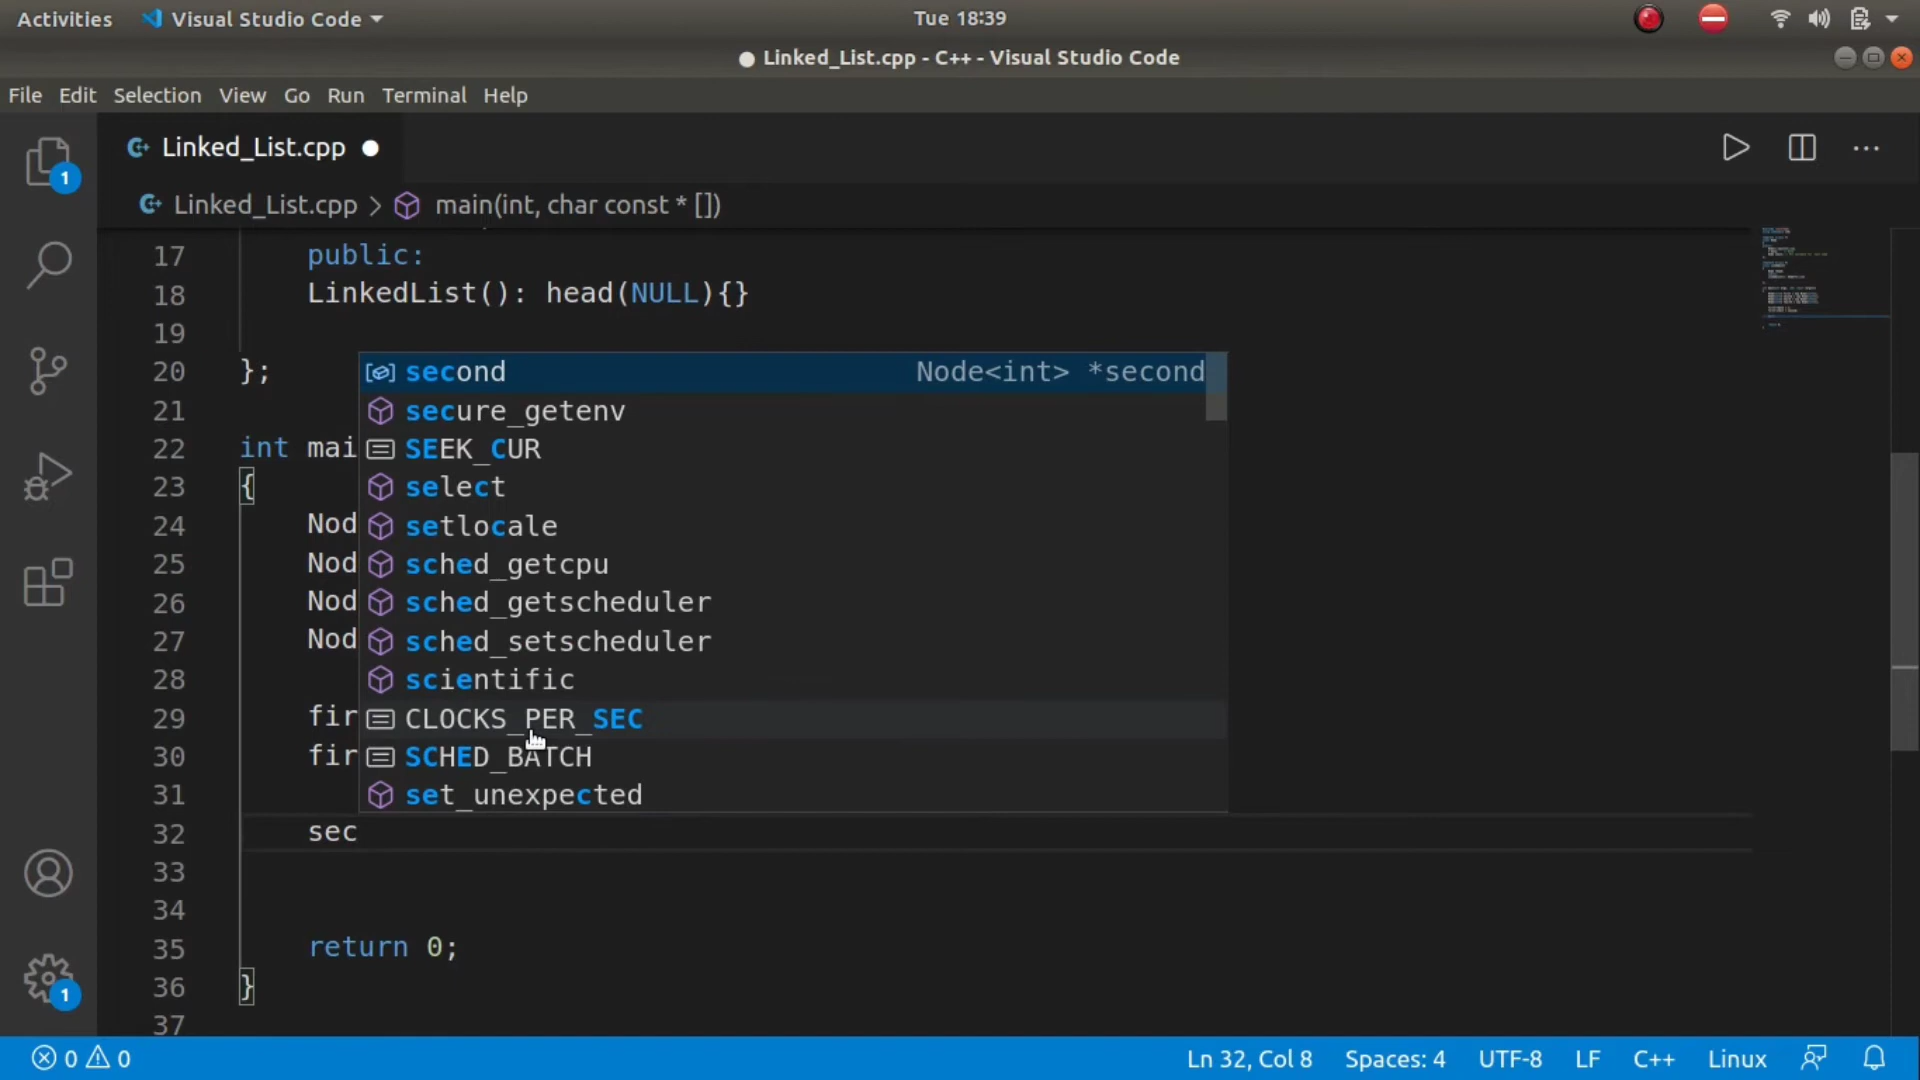 Activities Visual Studio Code Tue 18:39
Linked_List.cpp - C++ - Visual Studio Code
File Edit Selection View Go Run Terminal Help
Linked_List.cpp
1
Linked_List.cpp > main(int, char const * [])
17 public:
18 LinkedList(): head(NULL){}
19
20 };
second Node<int> *second
21
secure_getenv
22 int mai
SEEK_CUR
23 {
select
24 Nod
setlocale
25 Nod
sched_getcpu
26 Nod
sched_getscheduler
27 Nod
sched_setscheduler
28
scientific
29 fir
CLOCKS_PER_SEC
30 fir
SCHED_BATCH
31
set_unexpected
32 sec
33
34
35 return 0;
36 }
1
37
0 0 Ln 32, Col 8 Spaces: 4 UTF-8 LF C++ Linux